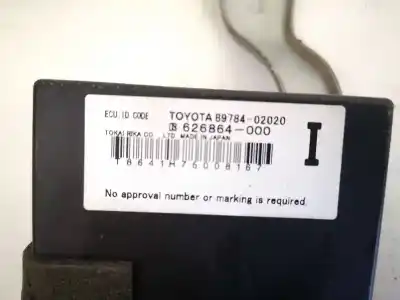 ECU.ID CODE TOYOTA 89784-02020
626864-000
TOKAI RIKA CO., LTD. MADE IN JAPAN
I
18641H76008167
No approval number or marking is required.